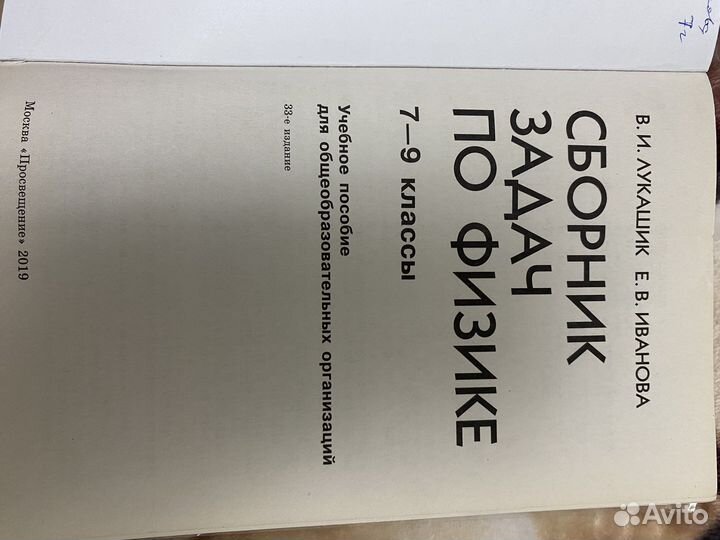 В. И. ЛУКАШИК Е. В. ИВАНОВА
СБОРНИК
ЗАДАЧ
ПО ФИЗИКЕ
7—9 классы
Учебное пособие
для общеобразовательных организаций
33-е издание
Москва «Просвещение» 2019
7г
Avito